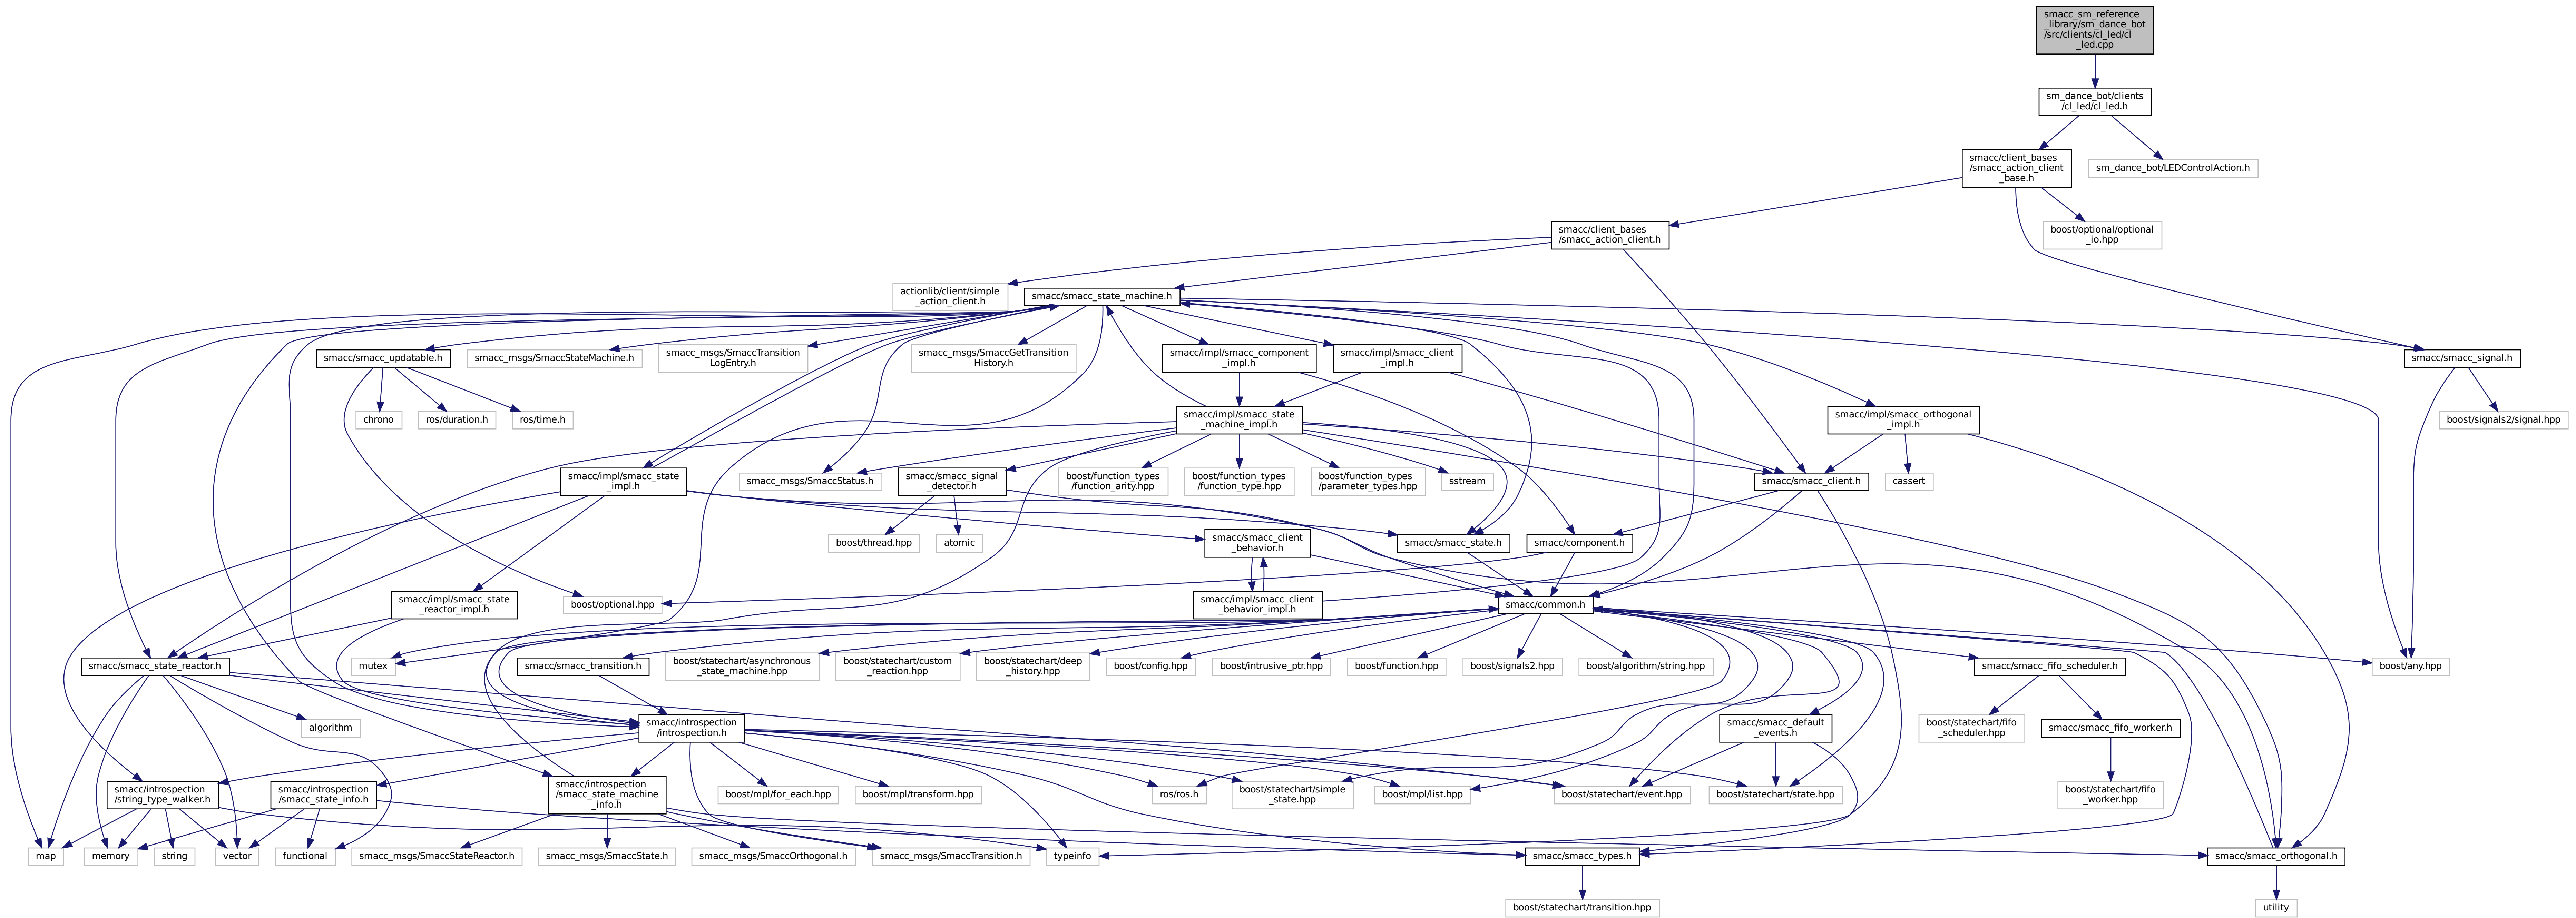 smacc_sm_reference
_library/sm_dance_bot
/src/clients/cl_led/cl
_led.cpp
sm_dance_bot/clients
/cl_led/cl_led.h
smacc/client_bases
/smacc_action_client
_base.h
sm_dance_bot/LEDControlAction.h
smacc/client_bases
/smacc_action_client.h
boost/optional/optional
_io.hpp
actionlib/client/simple
_action_client.h
smacc/smacc_state_machine.h
smacc/smacc_updatable.h
smacc_msgs/SmaccStateMachine.h
smacc_msgs/SmaccTransition
LogEntry.h
smacc_msgs/SmaccGetTransition
History.h
smacc/impl/smacc_component
_impl.h
smacc/impl/smacc_client
_impl.h
smacc/smacc_signal.h
chrono
ros/duration.h
ros/time.h
smacc/impl/smacc_state
_machine_impl.h
smacc/impl/smacc_orthogonal
_impl.h
boost/signals2/signal.hpp
smacc/impl/smacc_state
_impl.h
smacc_msgs/SmaccStatus.h
smacc/smacc_signal
_detector.h
boost/function_types
/function_arity.hpp
boost/function_types
/function_type.hpp
boost/function_types
/parameter_types.hpp
sstream
smacc/smacc_client.h
cassert
boost/thread.hpp
atomic
smacc/smacc_client
_behavior.h
smacc/smacc_state.h
smacc/component.h
smacc/impl/smacc_state
_reactor_impl.h
boost/optional.hpp
smacc/impl/smacc_client
_behavior_impl.h
smacc/common.h
smacc/smacc_state_reactor.h
mutex
smacc/smacc_transition.h
boost/statechart/asynchronous
_state_machine.hpp
boost/statechart/custom
_reaction.hpp
boost/statechart/deep
_history.hpp
boost/config.hpp
boost/intrusive_ptr.hpp
boost/function.hpp
boost/signals2.hpp
boost/algorithm/string.hpp
smacc/smacc_fifo_scheduler.h
boost/any.hpp
algorithm
smacc/introspection
/introspection.h
smacc/smacc_default
_events.h
boost/statechart/fifo
_scheduler.hpp
smacc/smacc_fifo_worker.h
smacc/introspection
/string_type_walker.h
smacc/introspection
/smacc_state_info.h
smacc/introspection
/smacc_state_machine
_info.h
boost/mpl/for_each.hpp
boost/mpl/transform.hpp
ros/ros.h
boost/statechart/simple
_state.hpp
boost/mpl/list.hpp
boost/statechart/event.hpp
boost/statechart/state.hpp
boost/statechart/fifo
_worker.hpp
map
memory
string
vector
functional
smacc_msgs/SmaccStateReactor.h
smacc_msgs/SmaccState.h
smacc_msgs/SmaccOrthogonal.h
smacc_msgs/SmaccTransition.h
typeinfo
smacc/smacc_types.h
smacc/smacc_orthogonal.h
boost/statechart/transition.hpp
utility